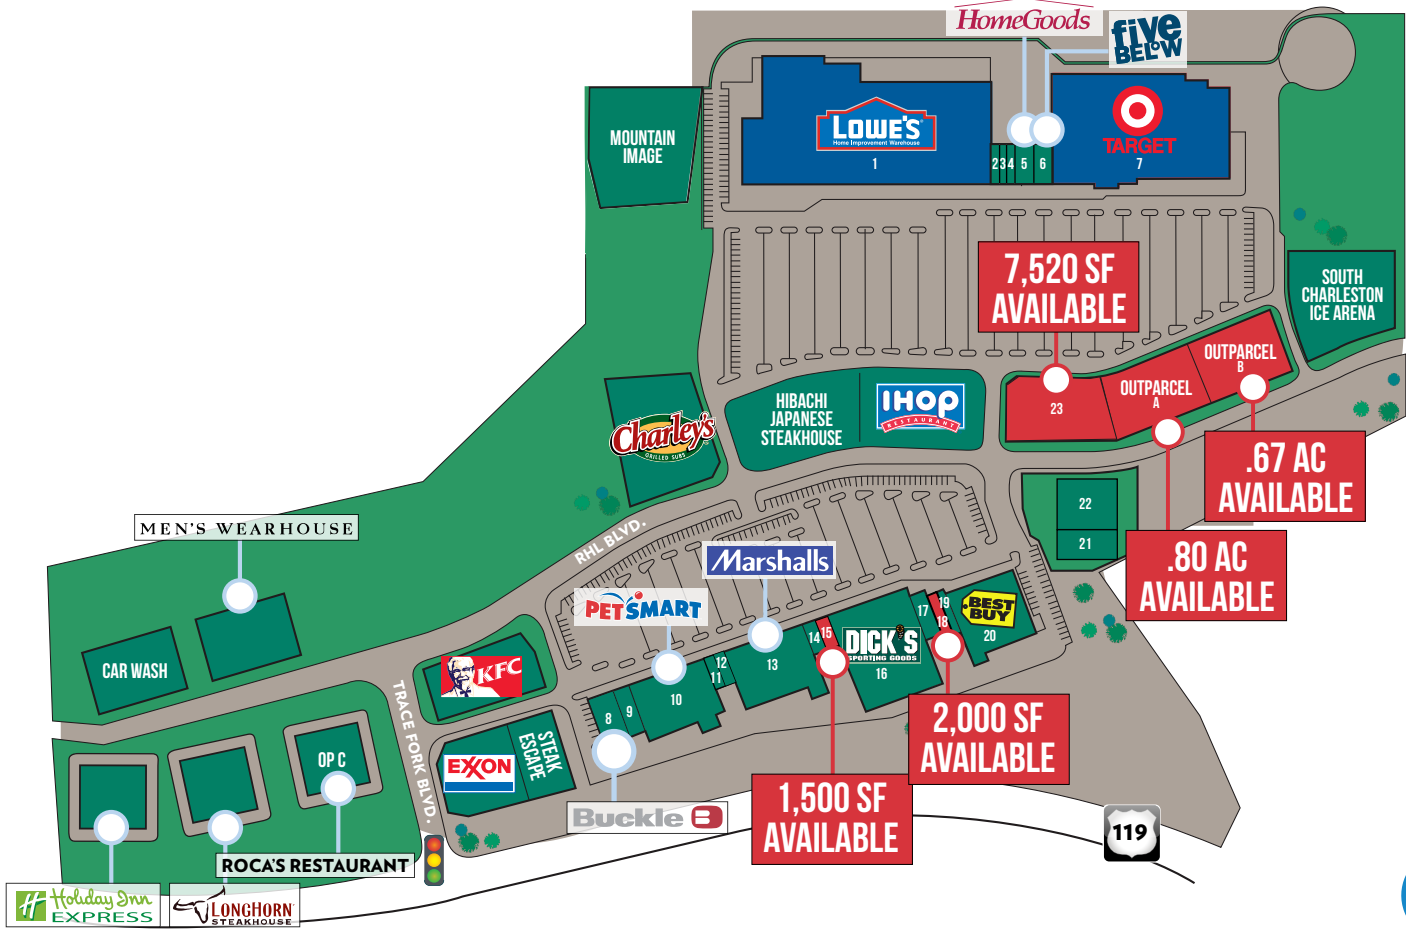 HomeGoods
five
BEL°W
MOUNTAIN
IMAGE
LOWE'S
Home Improvement Warehouse
1
2 3 4 5 6
TARGET
7
7,520 SF
AVAILABLE
SOUTH
CHARLESTON
ICE ARENA
OUTPARCEL
B
OUTPARCEL
A
23
HIBACHI
JAPANESE
STEAKHOUSE
IHOP
RESTAURANT
Charley's
GRILLED SUBS
.67 AC
AVAILABLE
22
21
.80 AC
AVAILABLE
MEN'S WEARHOUSE
RHL BLVD.
Marshalls
PETSMART
BEST
BUY
20
19
18
17
DICK'S
SPORTING GOODS
16
15
14
13
12
11
10
9
8
CAR WASH
KFC
TRACE FORK BLVD.
EXXON
STEAK
ESCAPE
OP C
2,000 SF
AVAILABLE
1,500 SF
AVAILABLE
Buckle B
119
ROCA'S RESTAURANT
H Holiday Inn
EXPRESS
LONGHORN
STEAKHOUSE